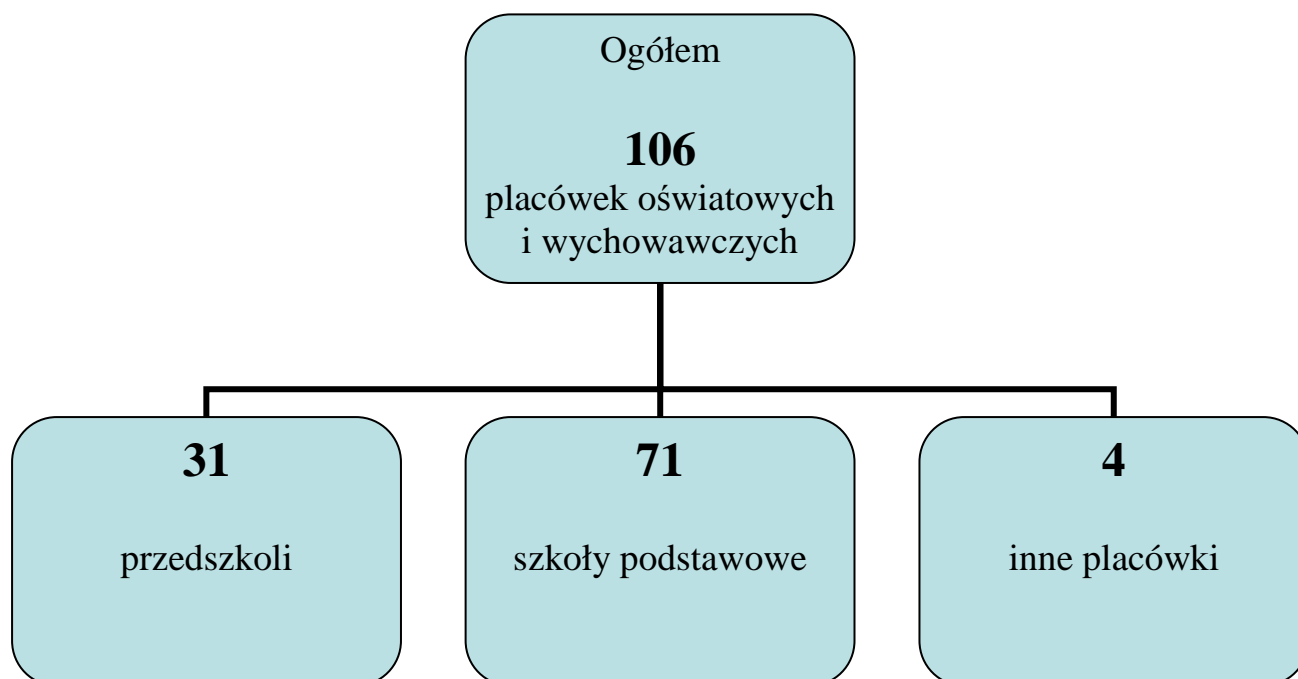 Ogółem
106
placówek oświatowych
i wychowawczych
31
przedszkoli
71
szkoły podstawowe
4
inne placówki